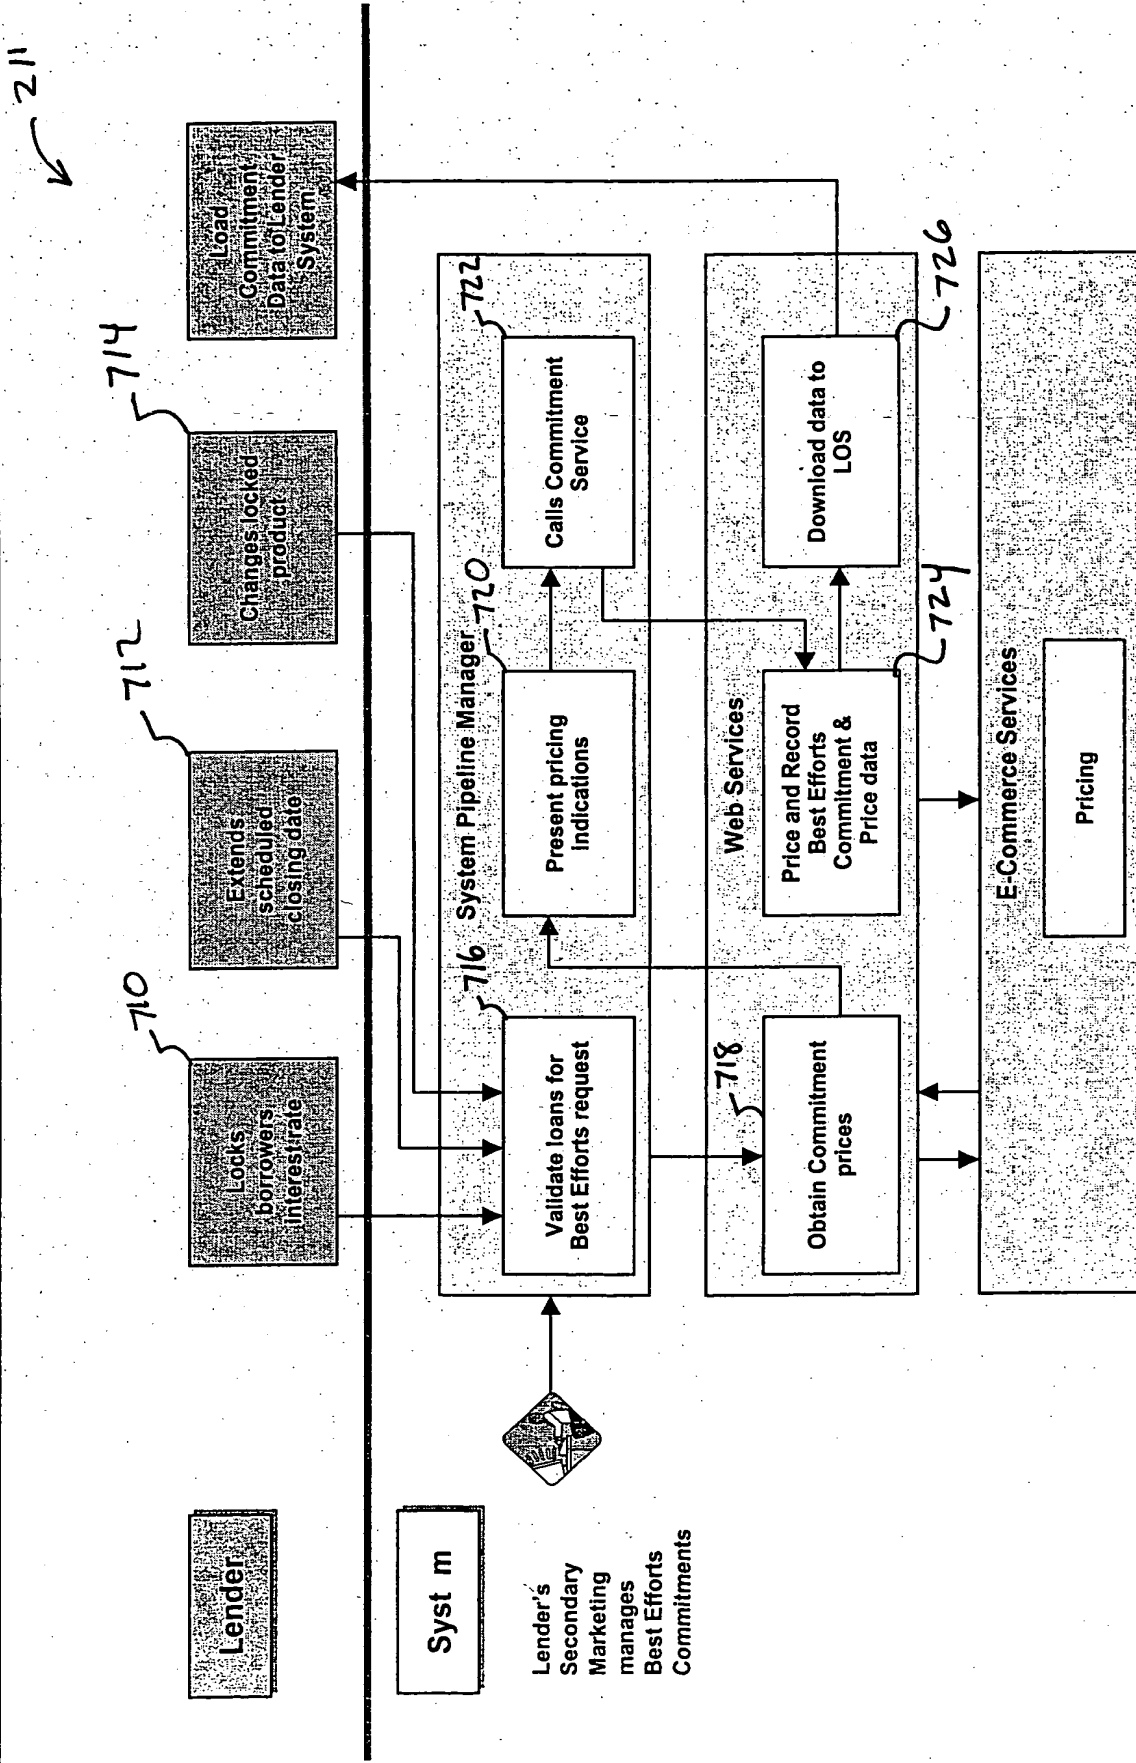 211
Lender
710
Locks
borrowers
interest rate
712
Extends
scheduled
closing date
714
Changes locked
product
Load
Commitment
Data to Lender
System
Syst m
Lender's
Secondary
Marketing
manages
Best Efforts
Commitments
System Pipeline Manager
716
Validate loans for
Best Efforts request
720
Present pricing
Indications
722
Calls Commitment
Service
Web Services
718
Obtain Commitment
prices
724
Price and Record
Best Efforts
Commitment &
Price data
726
Download data to
LOS
E-Commerce Services
Pricing